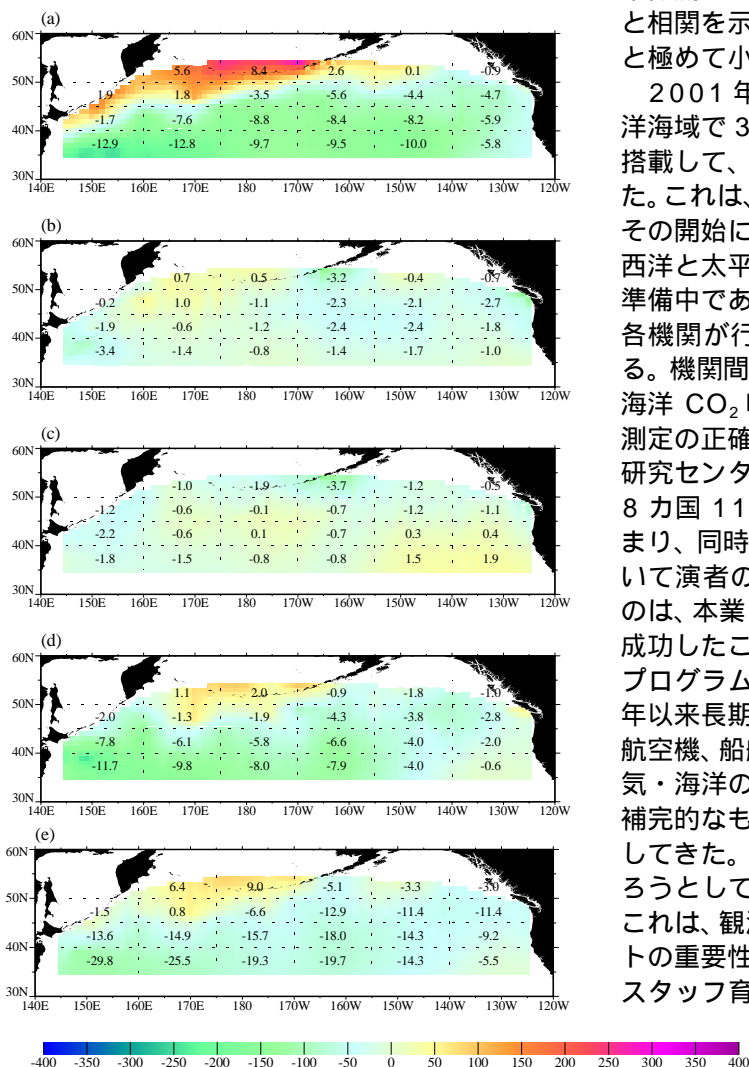 (a)
60N
5.6 8.4 2.6 0.1 -0.9
50N
1.9 1.8 -3.5 -5.6 -4.4 -4.7
-1.7 -7.6 -8.8 -8.4 -8.2 -5.9
40N
-12.9 -12.8 -9.7 -9.5 -10.0 -5.8
30N
140E 150E 160E 170E 180E 170W 160W 150W 140W 130W 120W
(b)
60N
0.7 0.5 -3.2 -0.4 -0.7
50N
-0.2 1.0 -1.1 -2.3 -2.1 -2.7
-1.9 -0.6 -1.2 -2.4 -2.4 -1.8
40N
-3.4 -1.4 -0.8 -1.4 -1.7 -1.0
30N
140E 150E 160E 170E 180E 170W 160W 150W 140W 130W 120W
(c)
60N
-1.0 -1.9 -3.7 -1.2 -0.5
50N
-1.2 -0.6 -0.1 -0.7 -1.2 -1.1
-2.2 -0.6 0.1 -0.7 0.3 0.4
40N
-1.8 -1.5 -0.8 -0.8 1.5 1.9
30N
140E 150E 160E 170E 180E 170W 160W 150W 140W 130W 120W
(d)
60N
1.1 2.0 -0.9 -1.8 -1.0
50N
-2.0 -1.3 -1.9 -4.3 -3.8 -2.8
-7.8 -6.1 -5.8 -6.6 -4.0 -2.0
40N
-11.7 -9.8 -8.0 -7.9 -4.0 -0.6
30N
140E 150E 160E 170E 180E 170W 160W 150W 140W 130W 120W
(e)
60N
6.4 9.0 -5.1 -3.3 -3.0
50N
-1.5 0.8 -6.6 -12.9 -11.4 -11.4
-13.6 -14.9 -15.7 -18.0 -14.3 -9.2
40N
-29.8 -25.5 -19.3 -19.7 -14.3 -5.5
30N
140E 150E 160E 170E 180E 170W 160W 150W 140W 130W 120W
-400 -350 -300 -250 -200 -150 -100 -50 0 50 100 150 200 250 300 350 400
と相関を示
と極めて小
2001年
洋海域で3
搭載して、
た。これは、
その開始に
西洋と太平
準備中であ
各機関が行
る。機関間
海洋 CO₂
測定の正確
研究センタ
8 カ国 11
まり、同時
いて演者の
のは、本業
成功したこ
プログラム
年以来長期
航空機、船
気・海洋の
補完的なも
してきた。
ろうとして
これは、観
トの重要性
スタッフ育